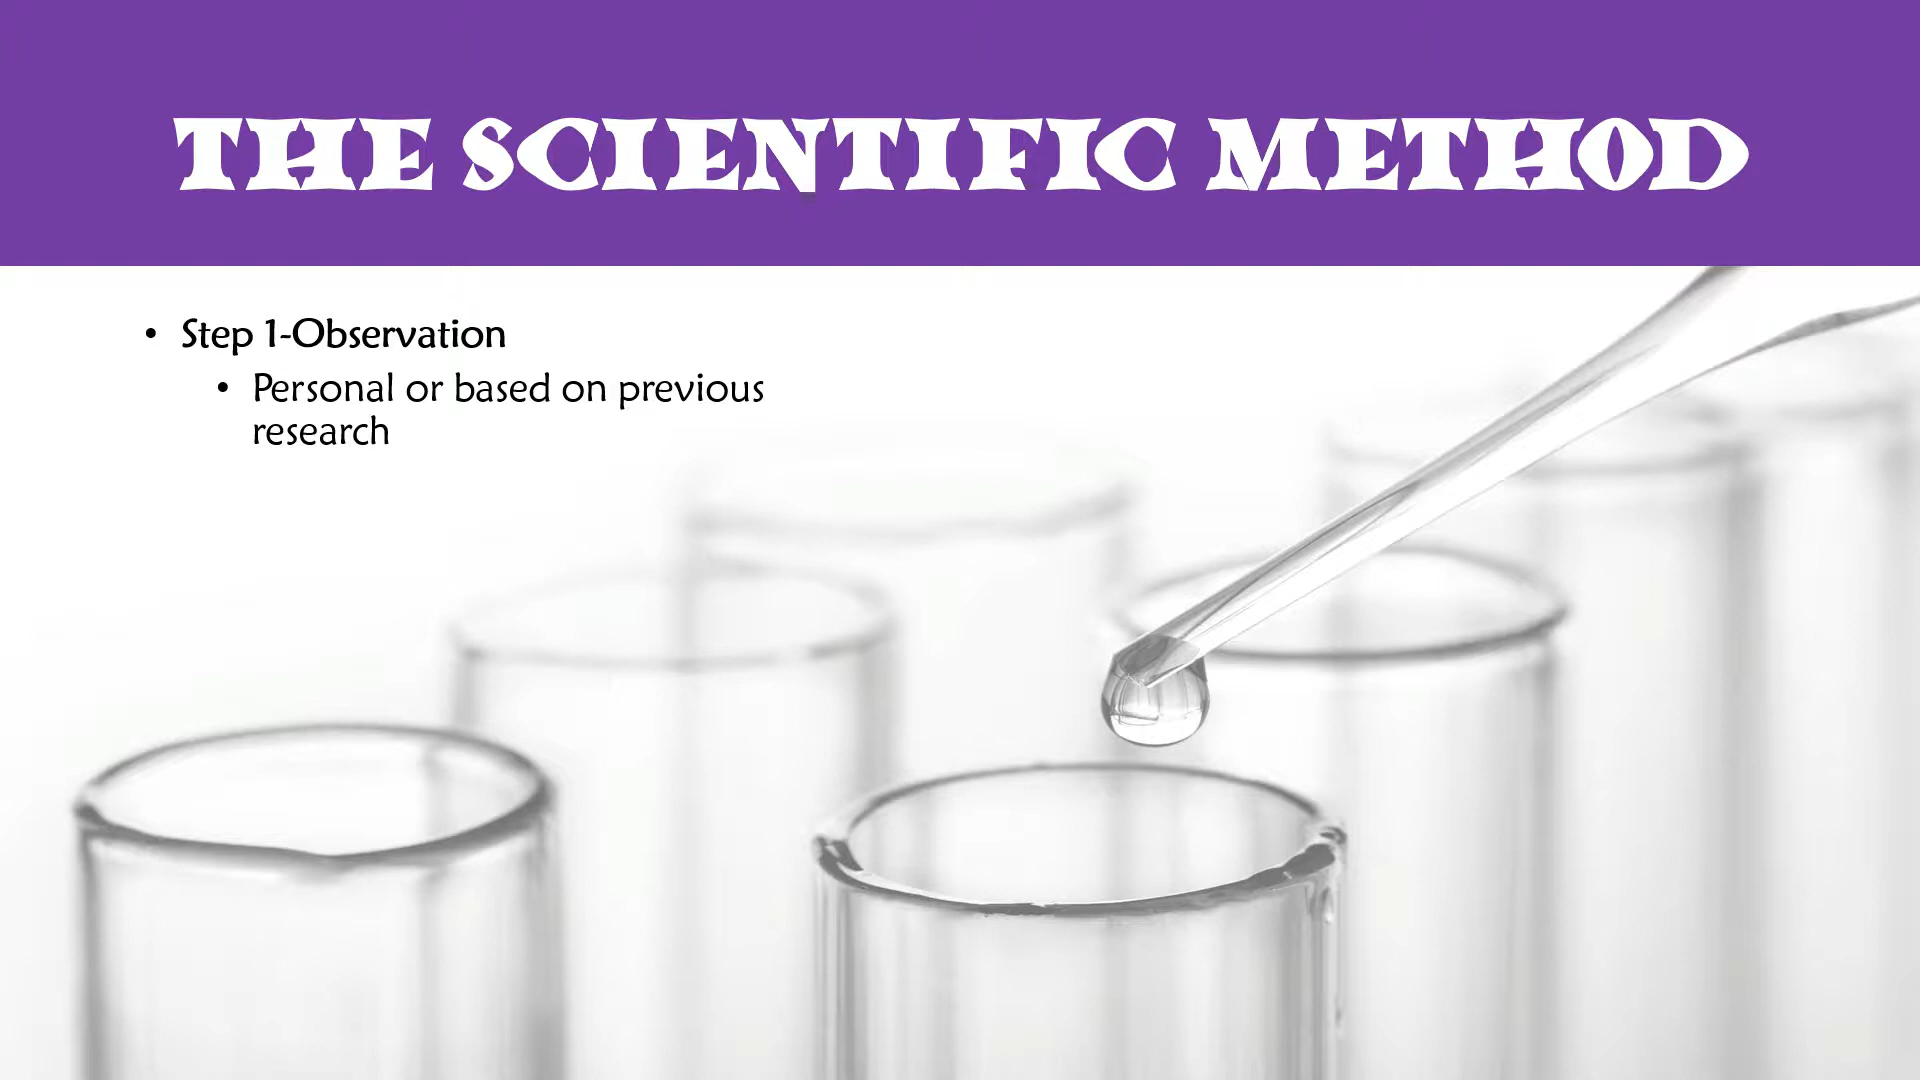 THE SCIENTIFIC METHOD
• Step 1-Observation
• Personal or based on previous
research